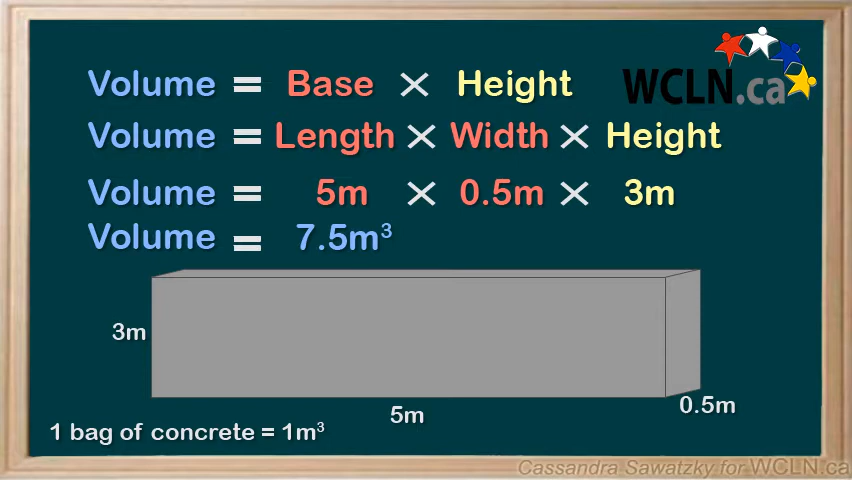 WCLN.ca
Volume = Base × Height
Volume = Length × Width × Height
Volume = 5m × 0.5m × 3m
Volume = 7.5m³
3m
5m
0.5m
1 bag of concrete = 1m³
Cassandra Sawatzky for WCLN.ca